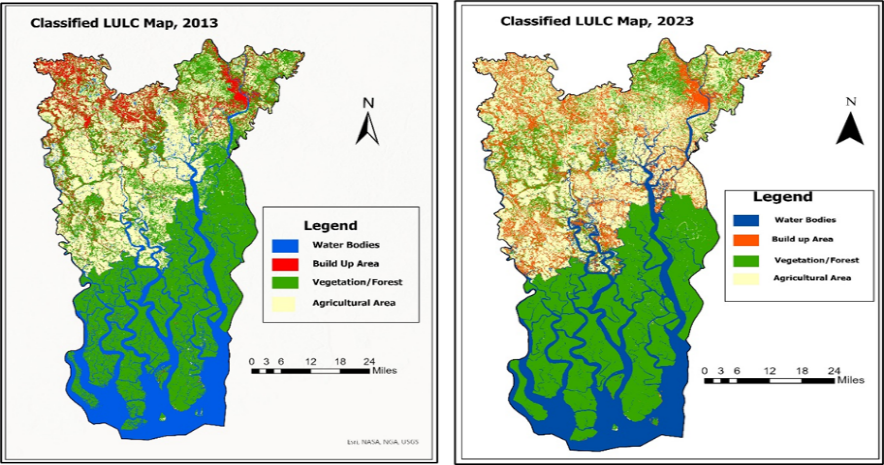 Classified LULC Map, 2013
N
Legend
Water Bodies
Build Up Area
Vegetation/Forest
Agricultural Area
0 3 6 12 18 24
Miles
Esri, NASA, NGA, USGS
Classified LULC Map, 2023
N
Legend
Water Bodies
Build up Area
Vegetation/Forest
Agricultural Area
0 3 6 12 18 24
Miles